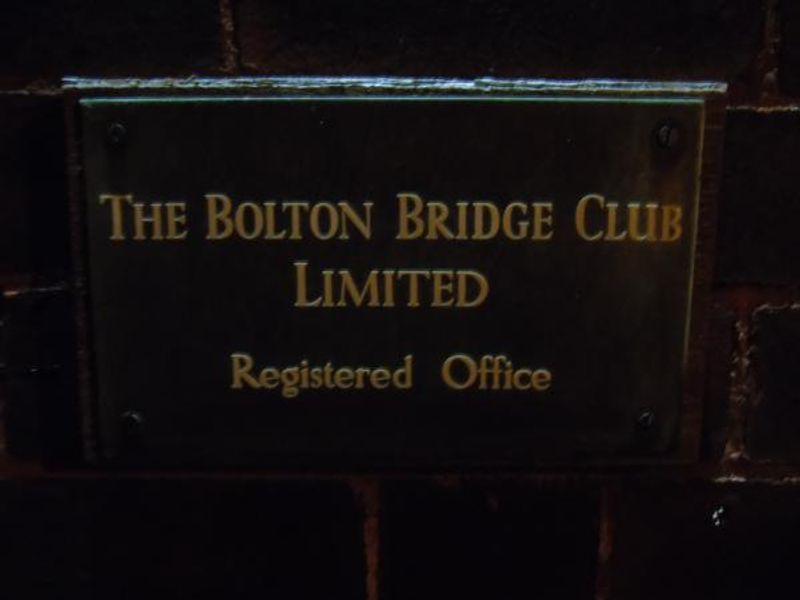 THE BOLTON BRIDGE CLUB
LIMITED
Registered Office